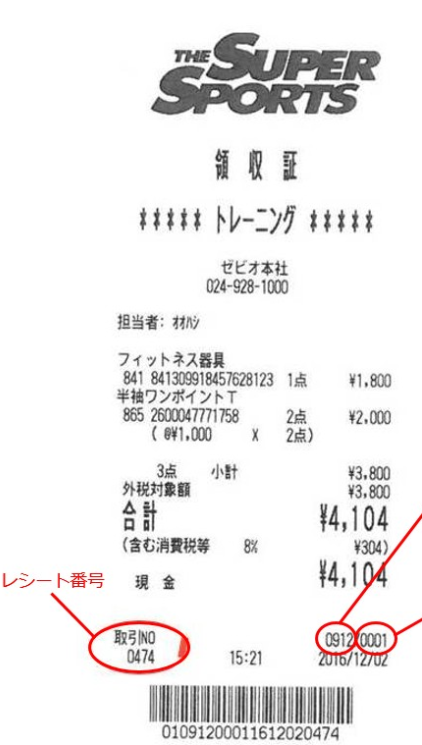 THE SUPER
SPORTS
領収証
***** トレーニング *****
ゼビオ本社
024-928-1000
担当者: オオハシ
フィットネス器具
841 841309918457628123 1点 ¥1,800
半袖ワンポイントT
865 2600047771758 2点 ¥2,000
( @¥1,000 X 2点)
3点 小計 ¥3,800
外税対象額 ¥3,800
合計 ¥4,104
(含む消費税等 8% ¥304)
現金 ¥4,104
レシート番号
取引NO 0912 0001
0474 15:21 2016/12/02
01091200011612020474